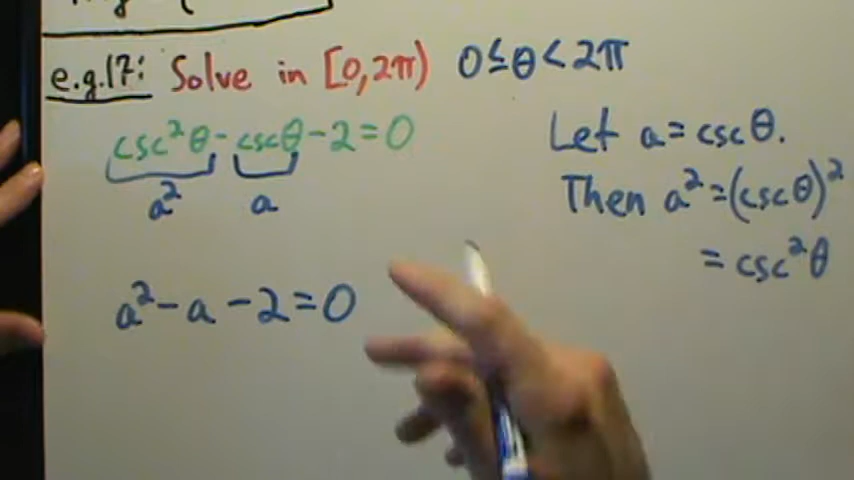 e.g.17: Solve in [0,2π) 0≤θ<2π
csc²θ-cscθ-2=0
a² a
a²-a-2=0
Let a=cscθ.
Then a²=(cscθ)²
=csc²θ